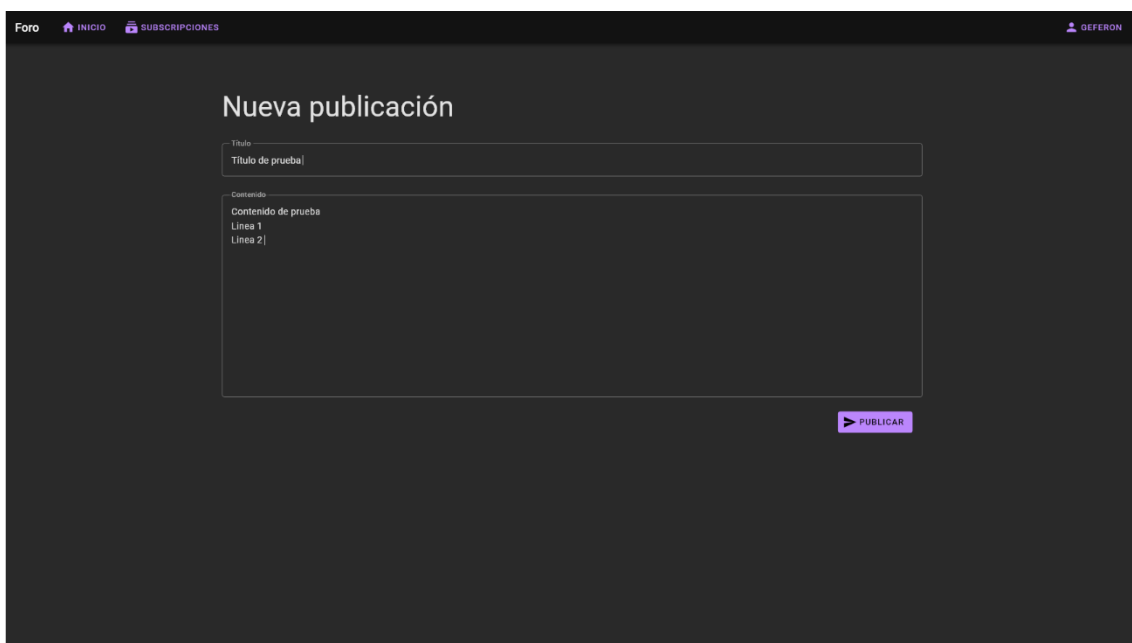 Foro INICIO SUBSCRIPCIONES GEFERON
Nueva publicación
Título
Título de prueba
Contenido
Contenido de prueba
Linea 1
Linea 2
PUBLICAR